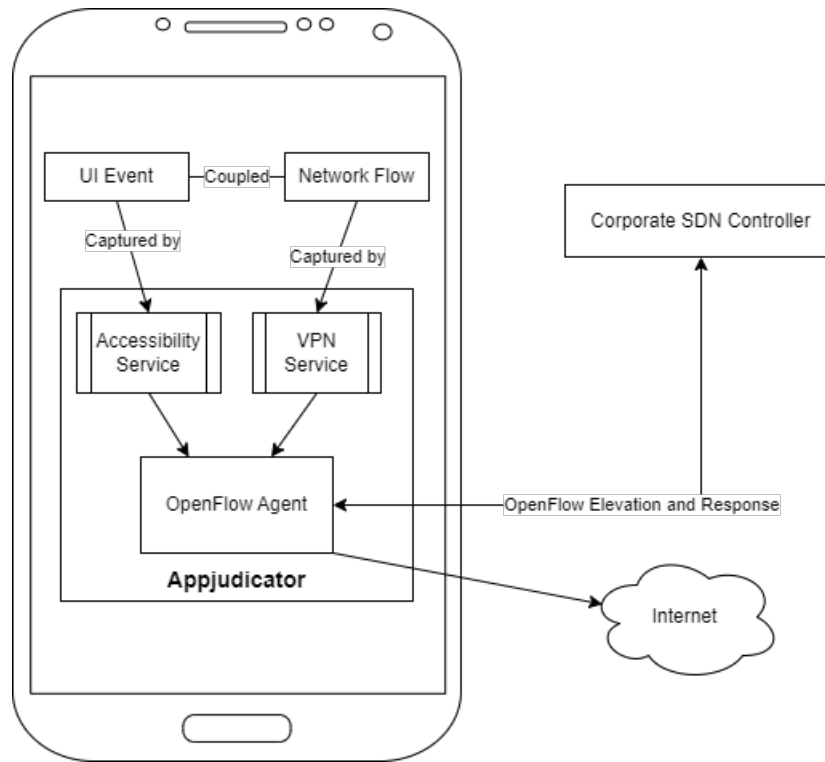 UI Event
Coupled
Network Flow
Captured by
Captured by
Corporate SDN Controller
Accessibility
Service
VPN
Service
OpenFlow Agent
OpenFlow Elevation and Response
Appjudicator
Internet